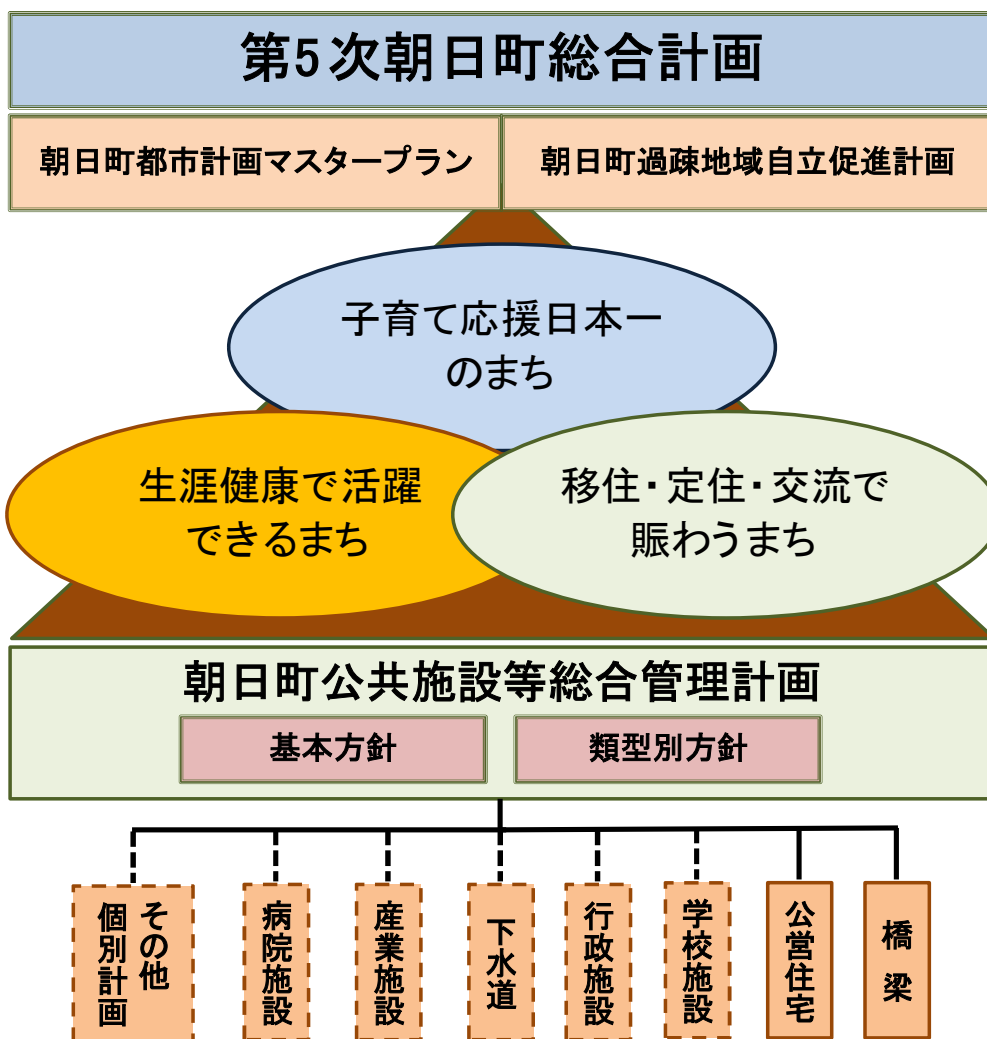 第5次朝日町総合計画
朝日町都市計画マスタープラン
朝日町過疎地域自立促進計画
子育て応援日本一
のまち
生涯健康で活躍
できるまち
移住・定住・交流で
賑わうまち
朝日町公共施設等総合管理計画
基本方針
類型別方針
その他
個別計画
病院施設
産業施設
下水道
行政施設
学校施設
公営住宅
橋梁